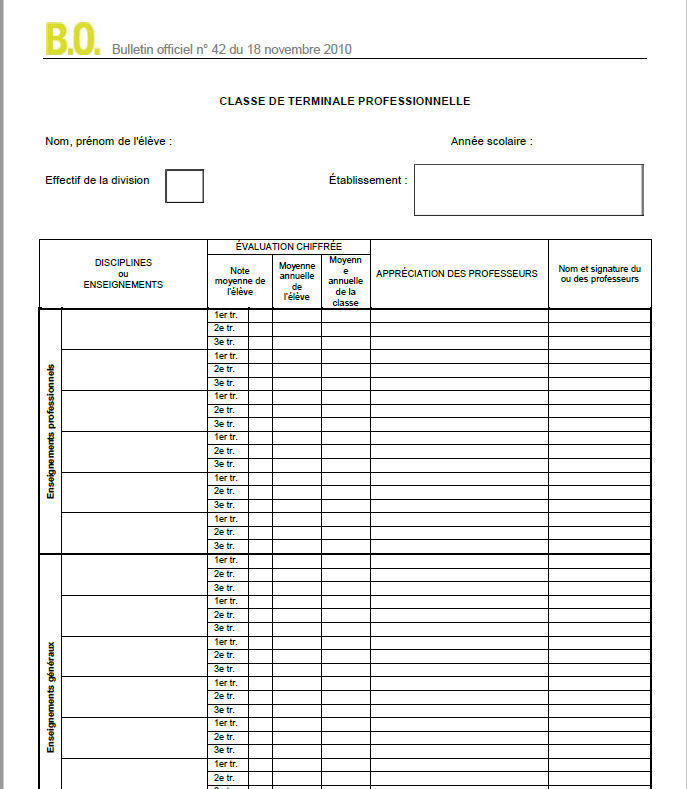 B.O. Bulletin officiel n° 42 du 18 novembre 2010
CLASSE DE TERMINALE PROFESSIONNELLE
Nom, prénom de l'élève : Année scolaire :
Effectif de la division Établissement :
DISCIPLINES
ou
ENSEIGNEMENTS
ÉVALUATION CHIFFRÉE
Note
moyenne de
l'élève
Moyenne
annuelle
de
l'élève
Moyenn
e
annuelle
de la
classe
APPRÉCIATION DES PROFESSEURS
Nom et signature du
ou des professeurs
Enseignements professionnels
1er tr.
2e tr.
3e tr.
1er tr.
2e tr.
3e tr.
1er tr.
2e tr.
3e tr.
1er tr.
2e tr.
3e tr.
1er tr.
2e tr.
3e tr.
1er tr.
2e tr.
3e tr.
Enseignements généraux
1er tr.
2e tr.
3e tr.
1er tr.
2e tr.
3e tr.
1er tr.
2e tr.
3e tr.
1er tr.
2e tr.
3e tr.
1er tr.
2e tr.
3e tr.
1er tr.
2e tr.